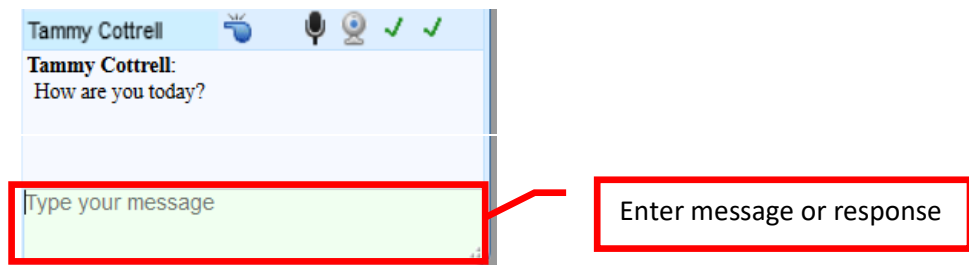 Tammy Cottrell
Tammy Cottrell:
How are you today?
Type your message
Enter message or response